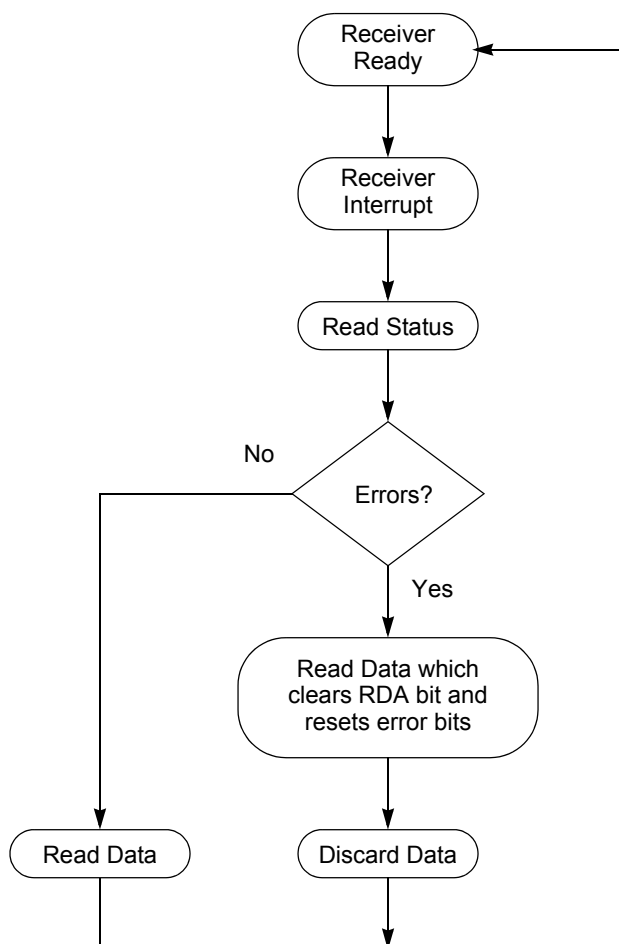 Receiver
Ready
Receiver
Interrupt
Read Status
No
Errors?
Yes
Read Data which
clears RDA bit and
resets error bits
Read Data
Discard Data